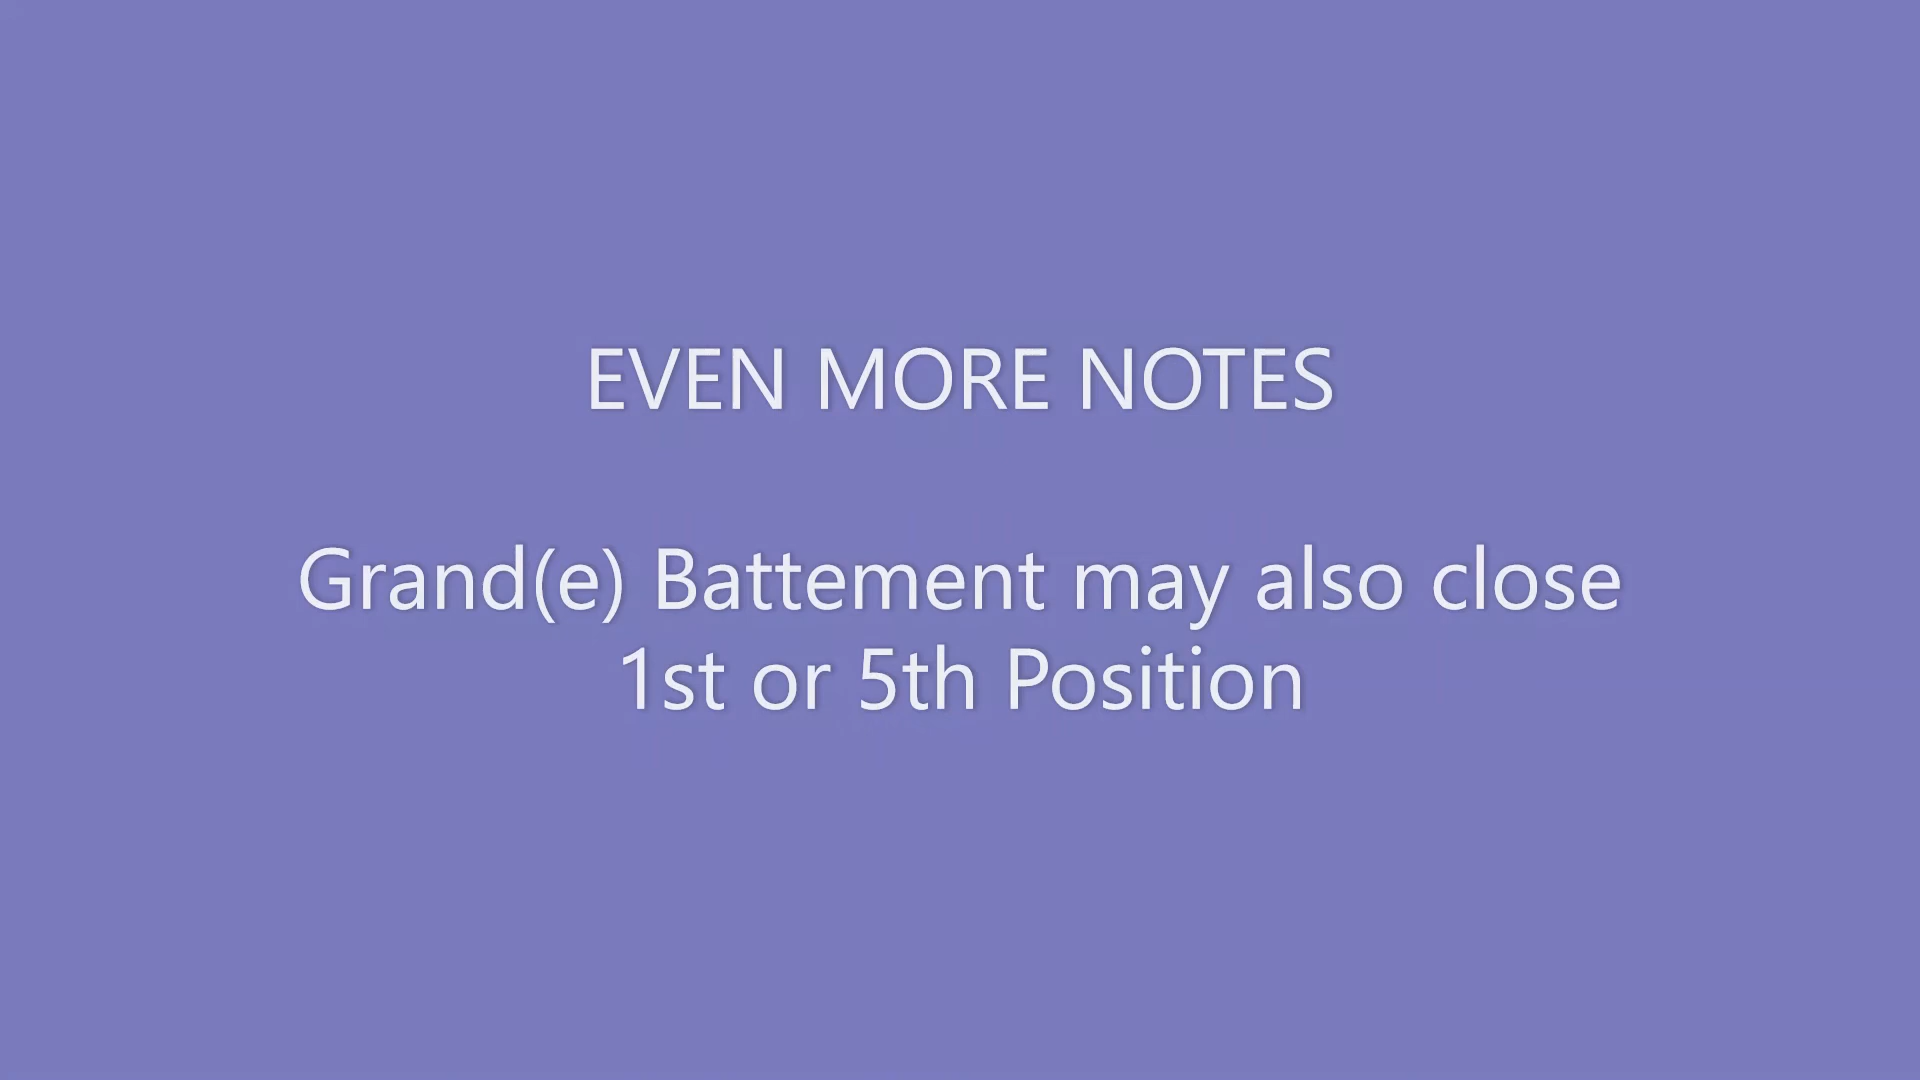 EVEN MORE NOTES
Grand(e) Battement may also close
1st or 5th Position